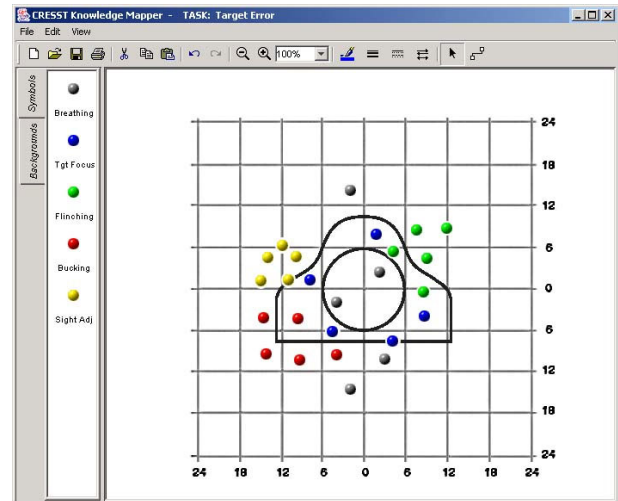 CRESST Knowledge Mapper - TASK: Target Error
File Edit View
100%
Symbols
Backgrounds
Breathing
Tgt Focus
Flinching
Bucking
Sight Adj
24
18
12
6
0
6
12
18
24
24 18 12 6 0 6 12 18 24